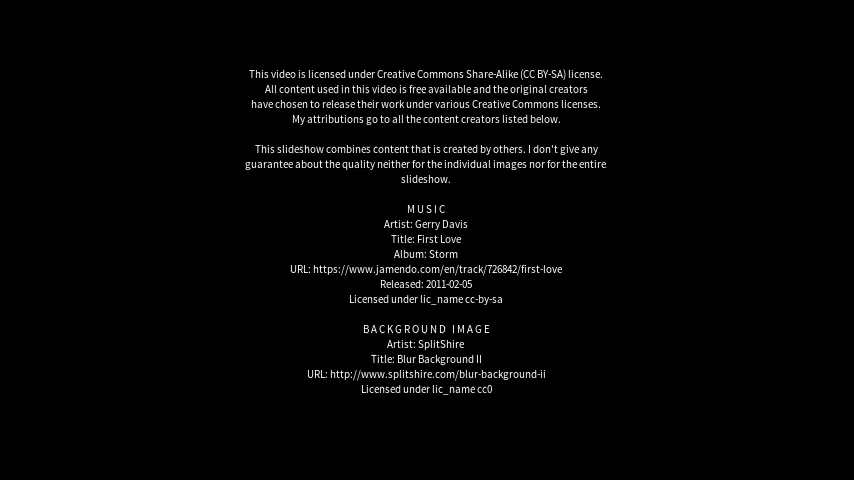 This video is licensed under Creative Commons Share-Alike (CC BY-SA) license.
All content used in this video is free available and the original creators
have chosen to release their work under various Creative Commons licenses.
My attributions go to all the content creators listed below.
This slideshow combines content that is created by others. I don't give any
guarantee about the quality neither for the individual images nor for the entire
slideshow.
MUSIC
Artist: Gerry Davis
Title: First Love
Album: Storm
URL: https://www.jamendo.com/en/track/726842/first-love
Released: 2011-02-05
Licensed under lic_name cc-by-sa
BACKGROUND IMAGE
Artist: SplitShire
Title: Blur Background II
URL: http://www.splitshire.com/blur-background-ii
Licensed under lic_name cc0